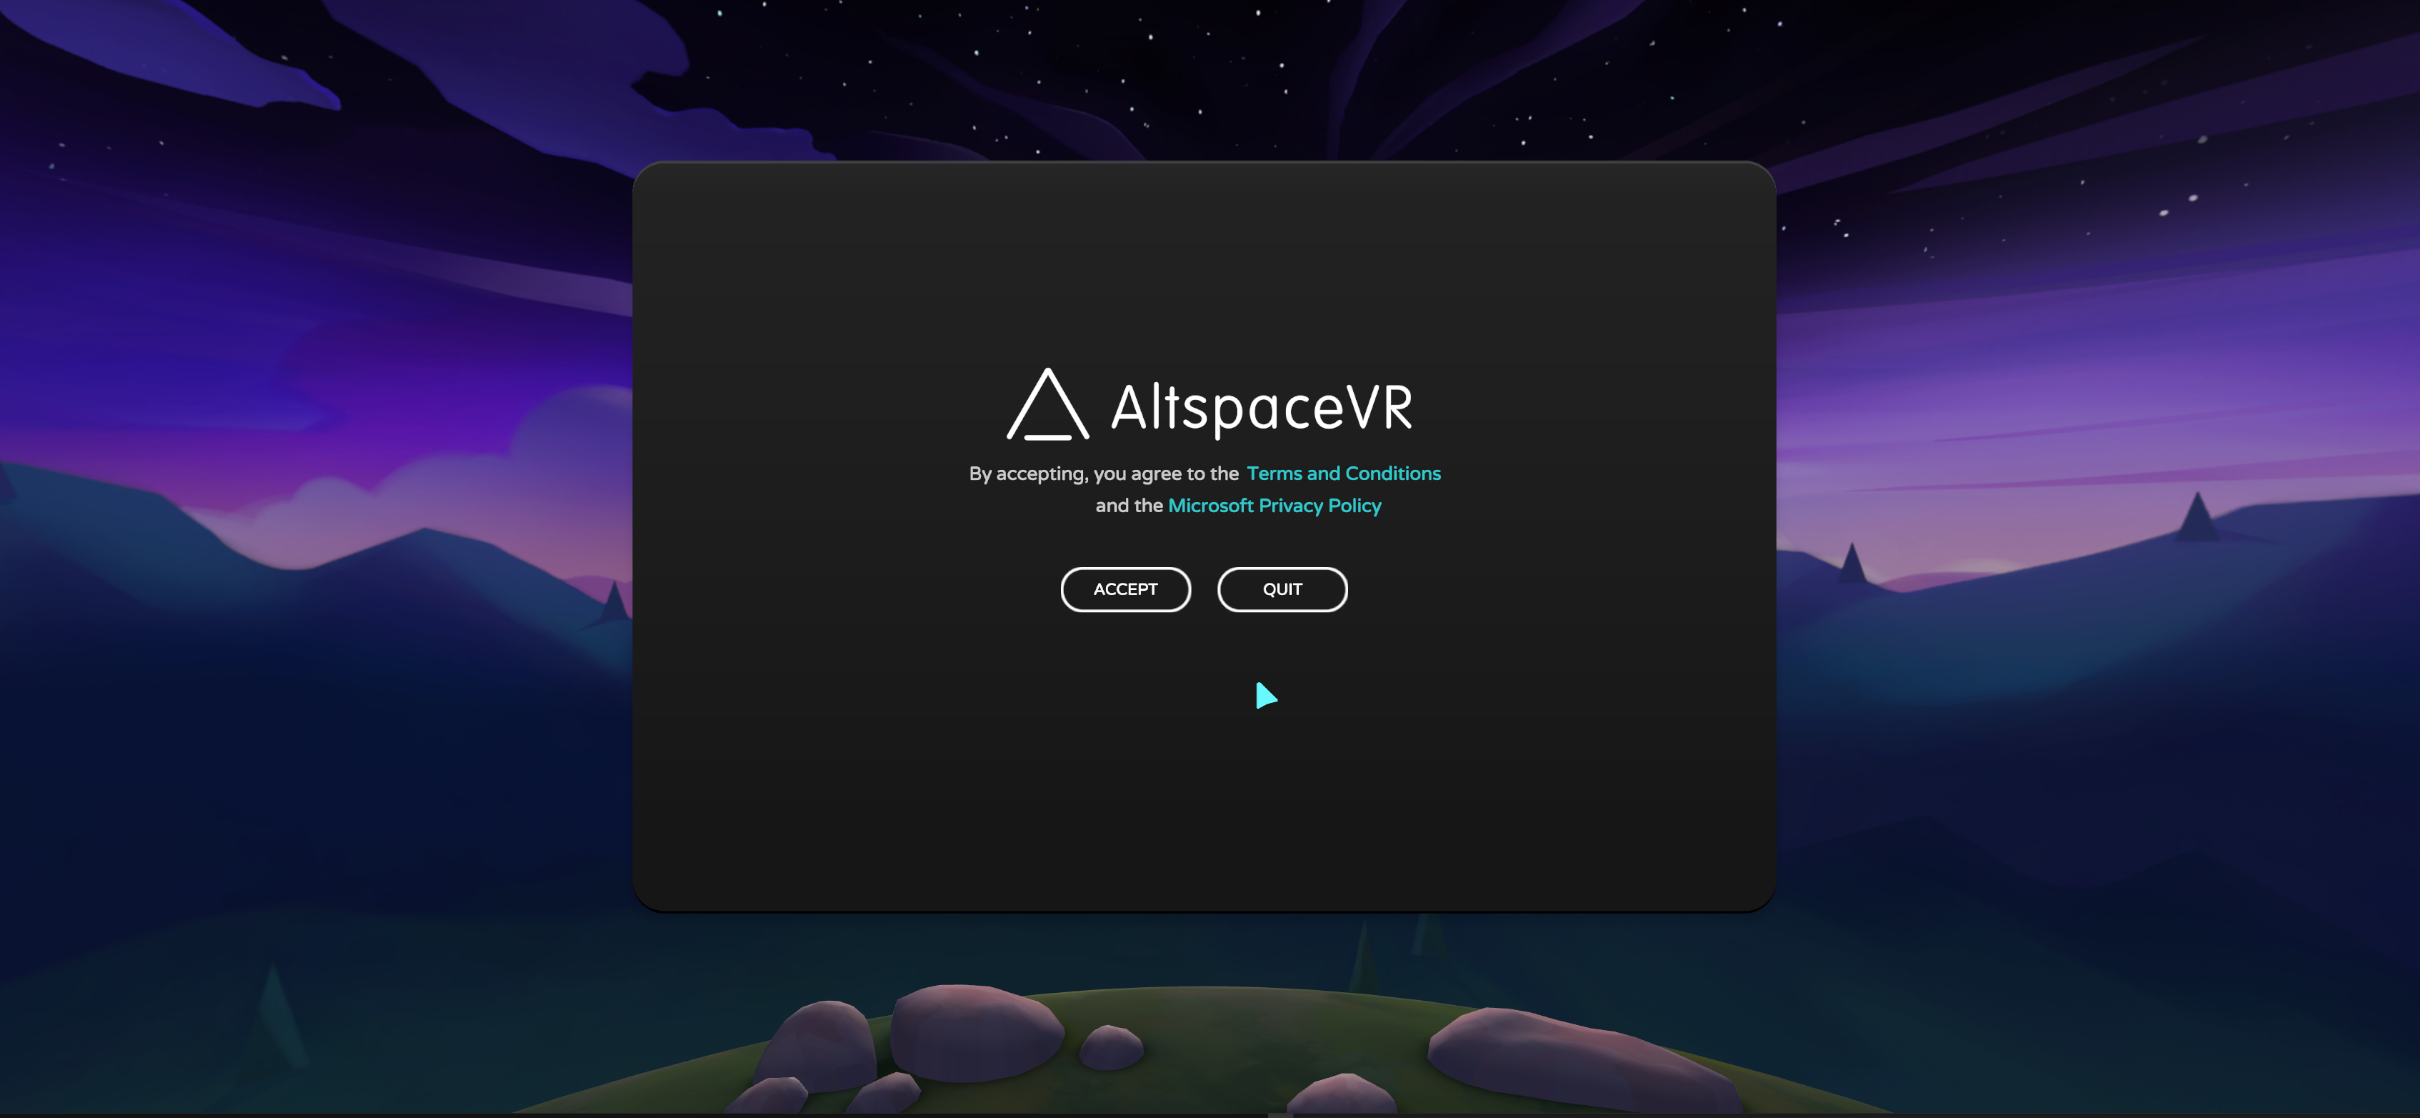 AltspaceVR
By accepting, you agree to the Terms and Conditions
and the Microsoft Privacy Policy
ACCEPT QUIT